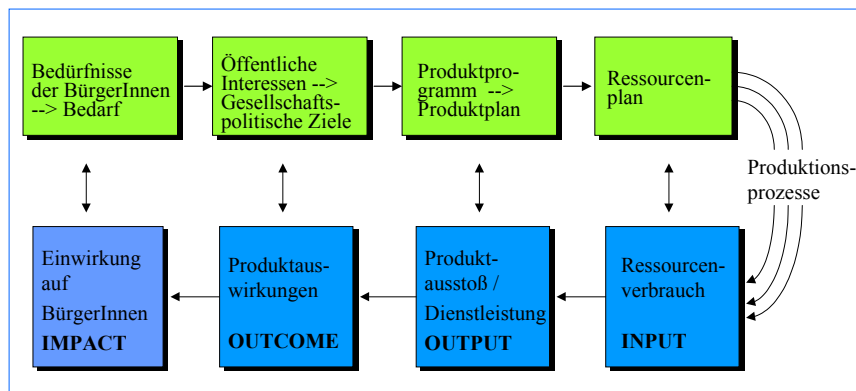 Bedürfnisse
der BürgerInnen
--> Bedarf
Öffentliche
Interessen -->
Gesellschafts-
politische Ziele
Produktpro-
gramm -->
Produktplan
Ressourcen-
plan
Produktions-
prozesse
Einwirkung
auf
BürgerInnen
IMPACT
Produktaus-
wirkungen
OUTCOME
Produkt-
ausstoß /
Dienstleistung
OUTPUT
Ressourcen-
verbrauch
INPUT